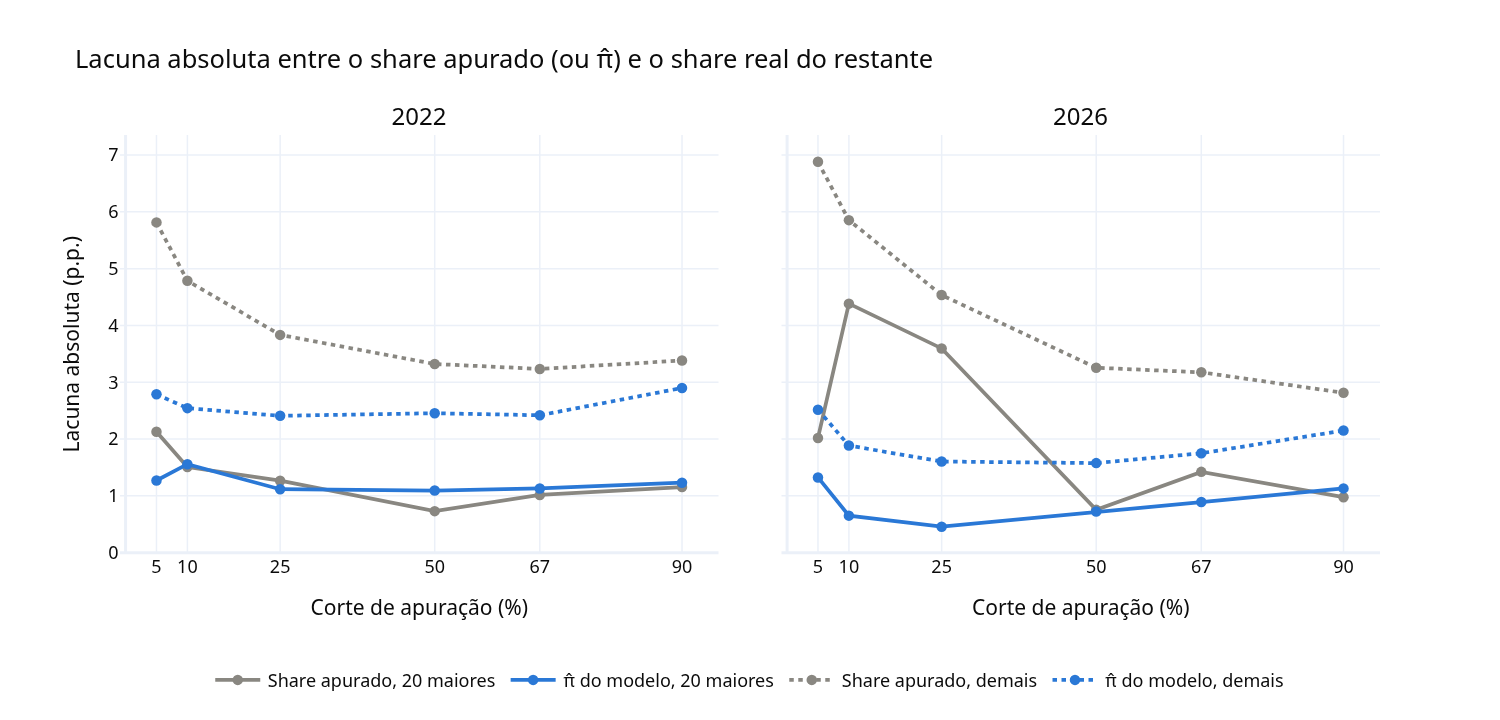 Lacuna absoluta entre o share apurado (ou π̂) e o share real do restante
2022
2026
Lacuna absoluta (p.p.)
7
6
5
4
3
2
1
0
5 10 25 50 67 90
5 10 25 50 67 90
Corte de apuração (%)
Corte de apuração (%)
Share apurado, 20 maiores
π̂ do modelo, 20 maiores
Share apurado, demais
π̂ do modelo, demais